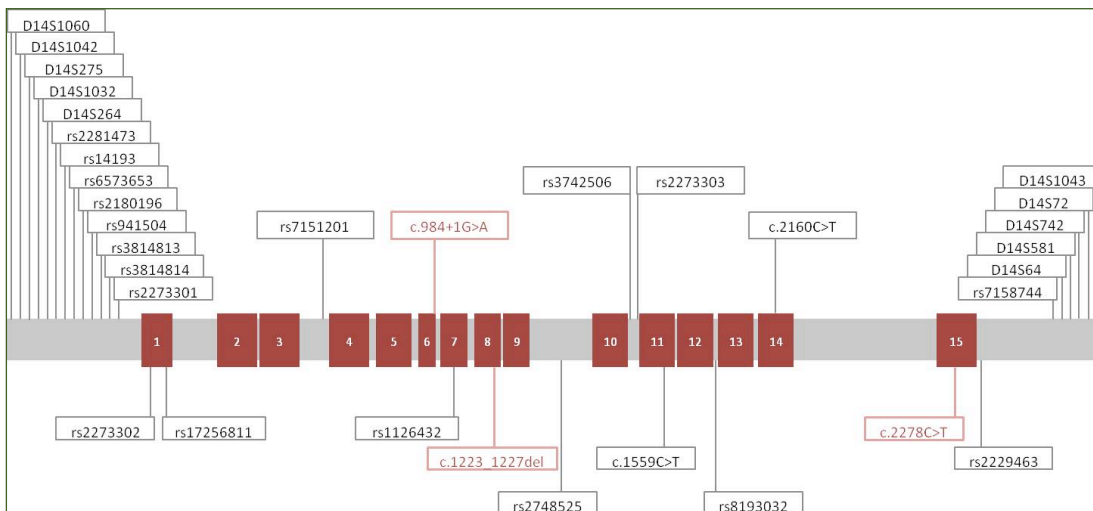 D14S1060
D14S1042
D14S275
D14S1032
D14S264
rs2281473
rs14193
rs6573653
rs2180196
rs941504
rs3814813
rs3814814
rs2273301
rs7151201
c.984+1G>A
rs3742506
rs2273303
c.2160C>T
D14S1043
D14S72
D14S742
D14S581
D14S64
rs7158744
1 2 3 4 5 6 7 8 9 10 11 12 13 14 15
rs2273302
rs17256811
rs1126432
c.1223_1227del
rs2748525
c.1559C>T
rs8193032
c.2278C>T
rs2229463